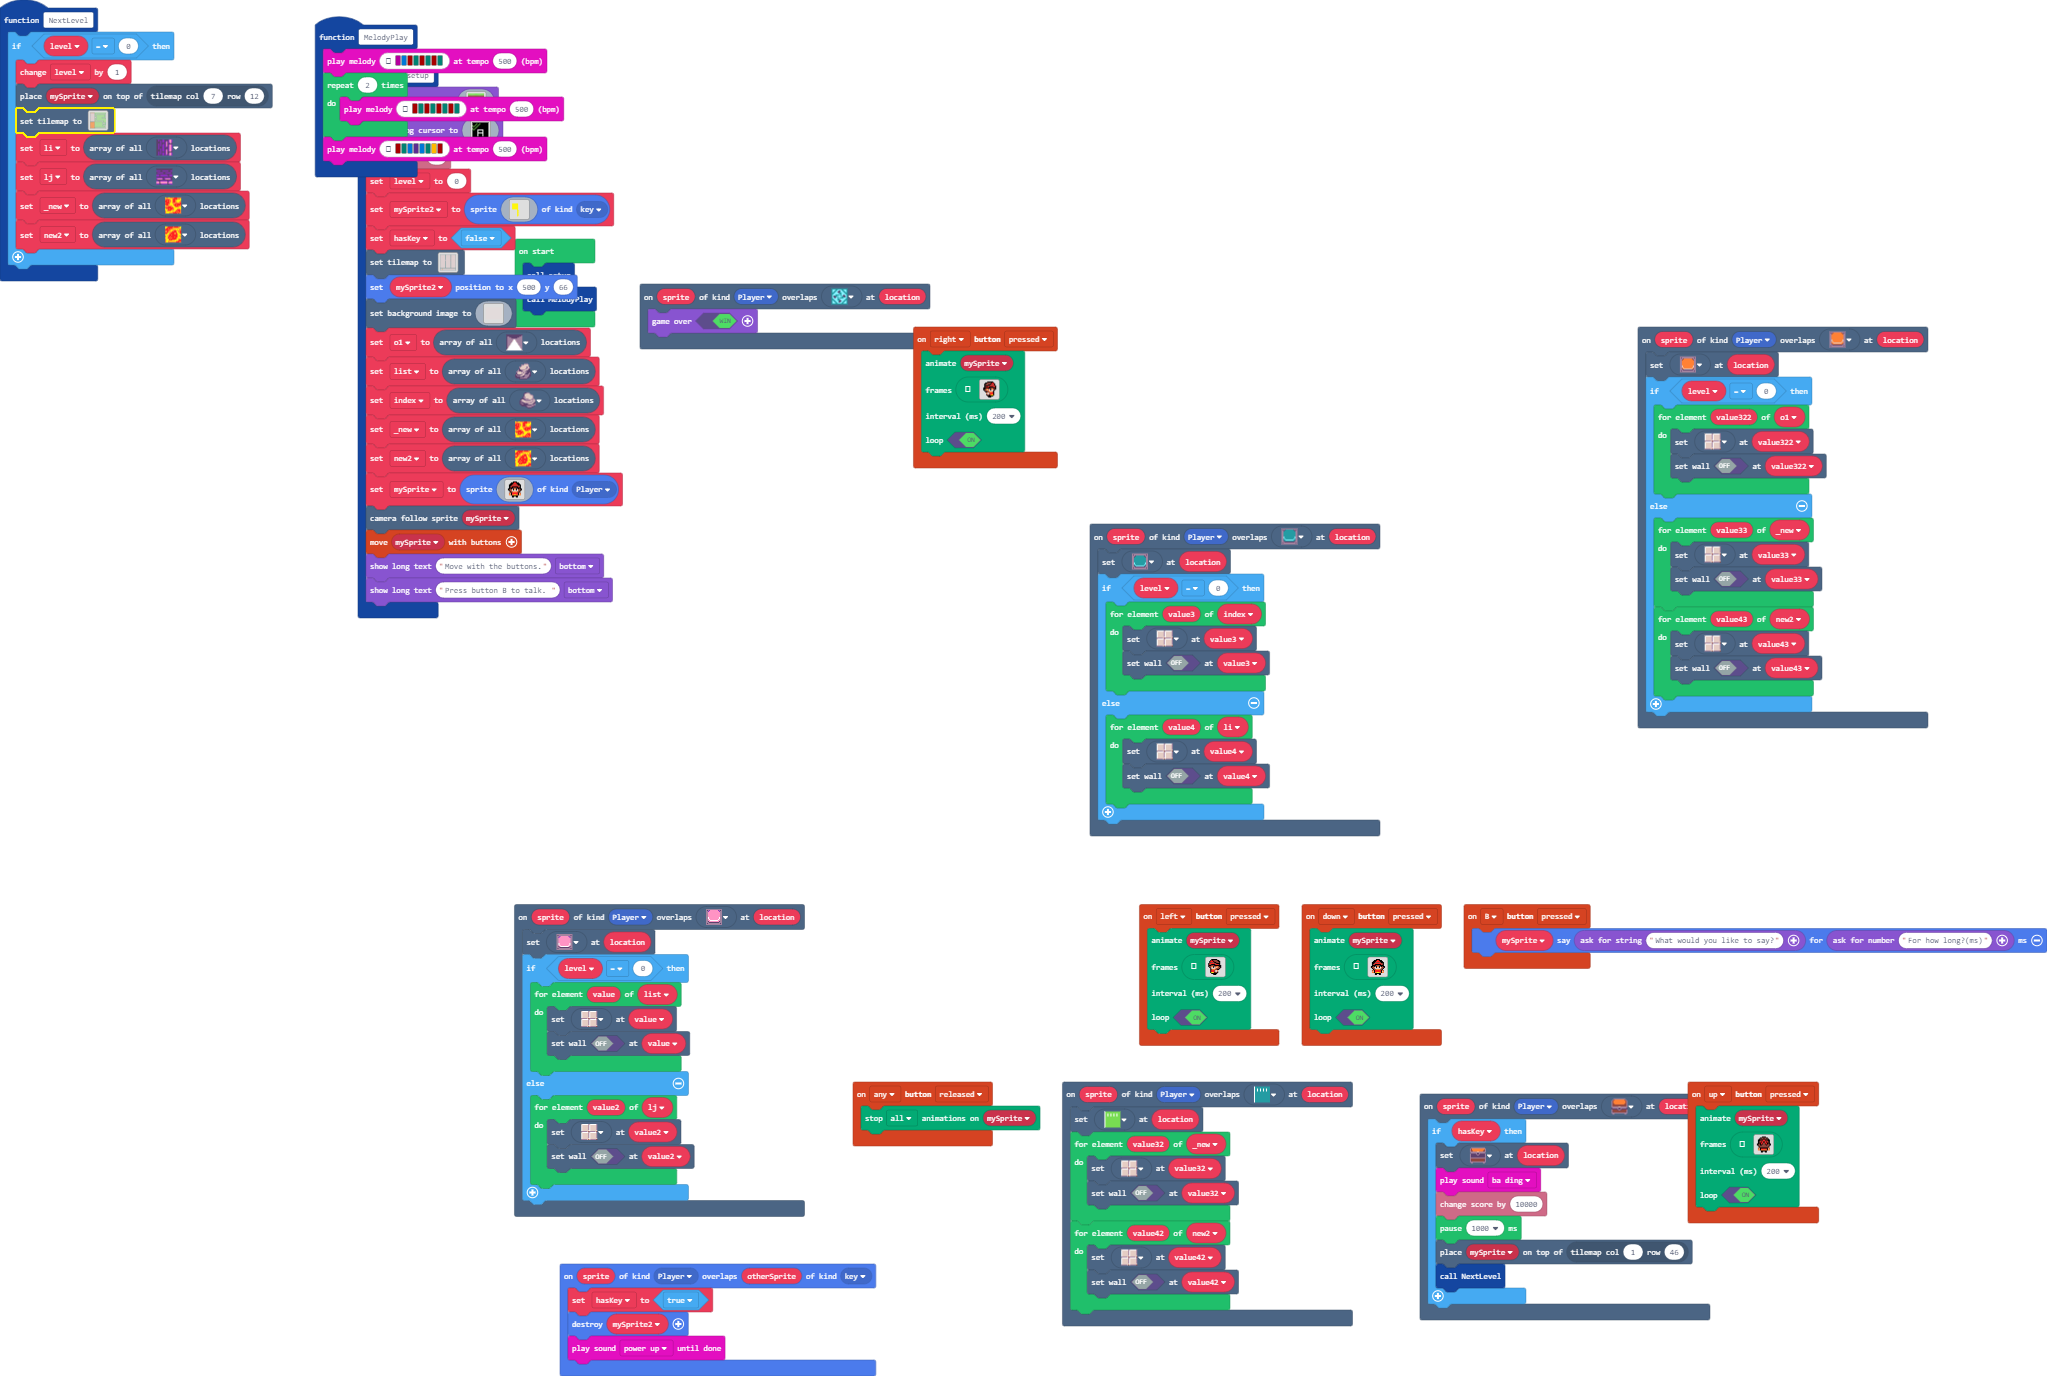 function NextLevel
if level = 0 then
change level by 1
place mySprite on top of tilemap col 7 row 12
set tilemap to
set li to array of all locations
set lj to array of all locations
set _new to array of all locations
set new2 to array of all locations
function MelodyPlay
play melody at tempo 500 (bpm)
setup
repeat 2 times
do play melody at tempo 500 (bpm)
cursor to
play melody at tempo 500 (bpm)
set level to 0
set mySprite2 to sprite of kind key
set hasKey to false
set tilemap to
set mySprite2 position to x 500 y 66
set background image to
set o1 to array of all locations
set list to array of all locations
set index to array of all locations
set _new to array of all locations
set new2 to array of all locations
set mySprite to sprite of kind Player
camera follow sprite mySprite
move mySprite with buttons
show long text "Move with the buttons." bottom
show long text "Press button B to talk. " bottom
on start
call MelodyPlay
on sprite of kind Player overlaps at location
game over WIN
on right button pressed
animate mySprite
frames
interval (ms) 200
loop ON
on sprite of kind Player overlaps at location
set at location
if level = 0 then
for element value3 of index
do set at value3
set wall OFF at value3
else
for element value4 of li
do set at value4
set wall OFF at value4
on sprite of kind Player overlaps at location
set at location
if level = 0 then
for element value322 of o1
do set at value322
set wall OFF at value322
else
for element value33 of _new
do set at value33
set wall OFF at value33
for element value43 of new2
do set at value43
set wall OFF at value43
on sprite of kind Player overlaps at location
set at location
if level = 0 then
for element value of list
do set at value
set wall OFF at value
else
for element value2 of lj
do set at value2
set wall OFF at value2
on left button pressed
animate mySprite
frames
interval (ms) 200
loop ON
on down button pressed
animate mySprite
frames
interval (ms) 200
loop ON
on B button pressed
mySprite say ask for string "What would you like to say?" for ask for number "For how long?(ms)" ms
on any button released
stop all animations on mySprite
on sprite of kind Player overlaps at location
set at location
for element value32 of _new
do set at value32
set wall OFF at value32
for element value42 of new2
do set at value42
set wall OFF at value42
on sprite of kind Player overlaps at locat
if hasKey then
set at location
play sound ba ding
change score by 10000
pause 1000 ms
place mySprite on top of tilemap col 1 row 46
call NextLevel
on up button pressed
animate mySprite
frames
interval (ms) 200
loop ON
on sprite of kind Player overlaps otherSprite of kind key
set hasKey to true
destroy mySprite2
play sound power up until done